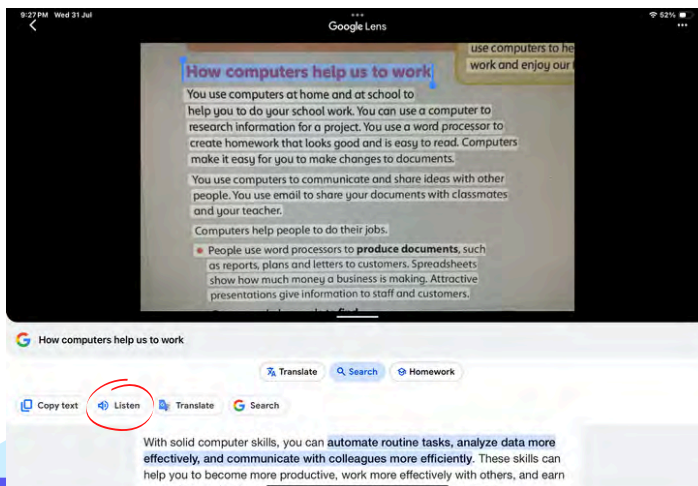 9:27 PM Wed 31 Jul
52%
Google Lens
use computers to he
work and enjoy our
How computers help us to work
You use computers at home and at school to
help you to do your school work. You can use a computer to
research information for a project. You use a word processor to
create homework that looks good and is easy to read. Computers
make it easy for you to make changes to documents.
You use computers to communicate and share ideas with other
people. You use email to share your documents with classmates
and your teacher.
Computers help people to do their jobs.
People use word processors to produce documents, such
as reports, plans and letters to customers. Spreadsheets
show how much money a business is making. Attractive
presentations give information to staff and customers.
How computers help us to work
Translate Search Homework
Copy text Listen Translate Search
With solid computer skills, you can automate routine tasks, analyze data more
effectively, and communicate with colleagues more efficiently. These skills can
help you to become more productive, work more effectively with others, and earn